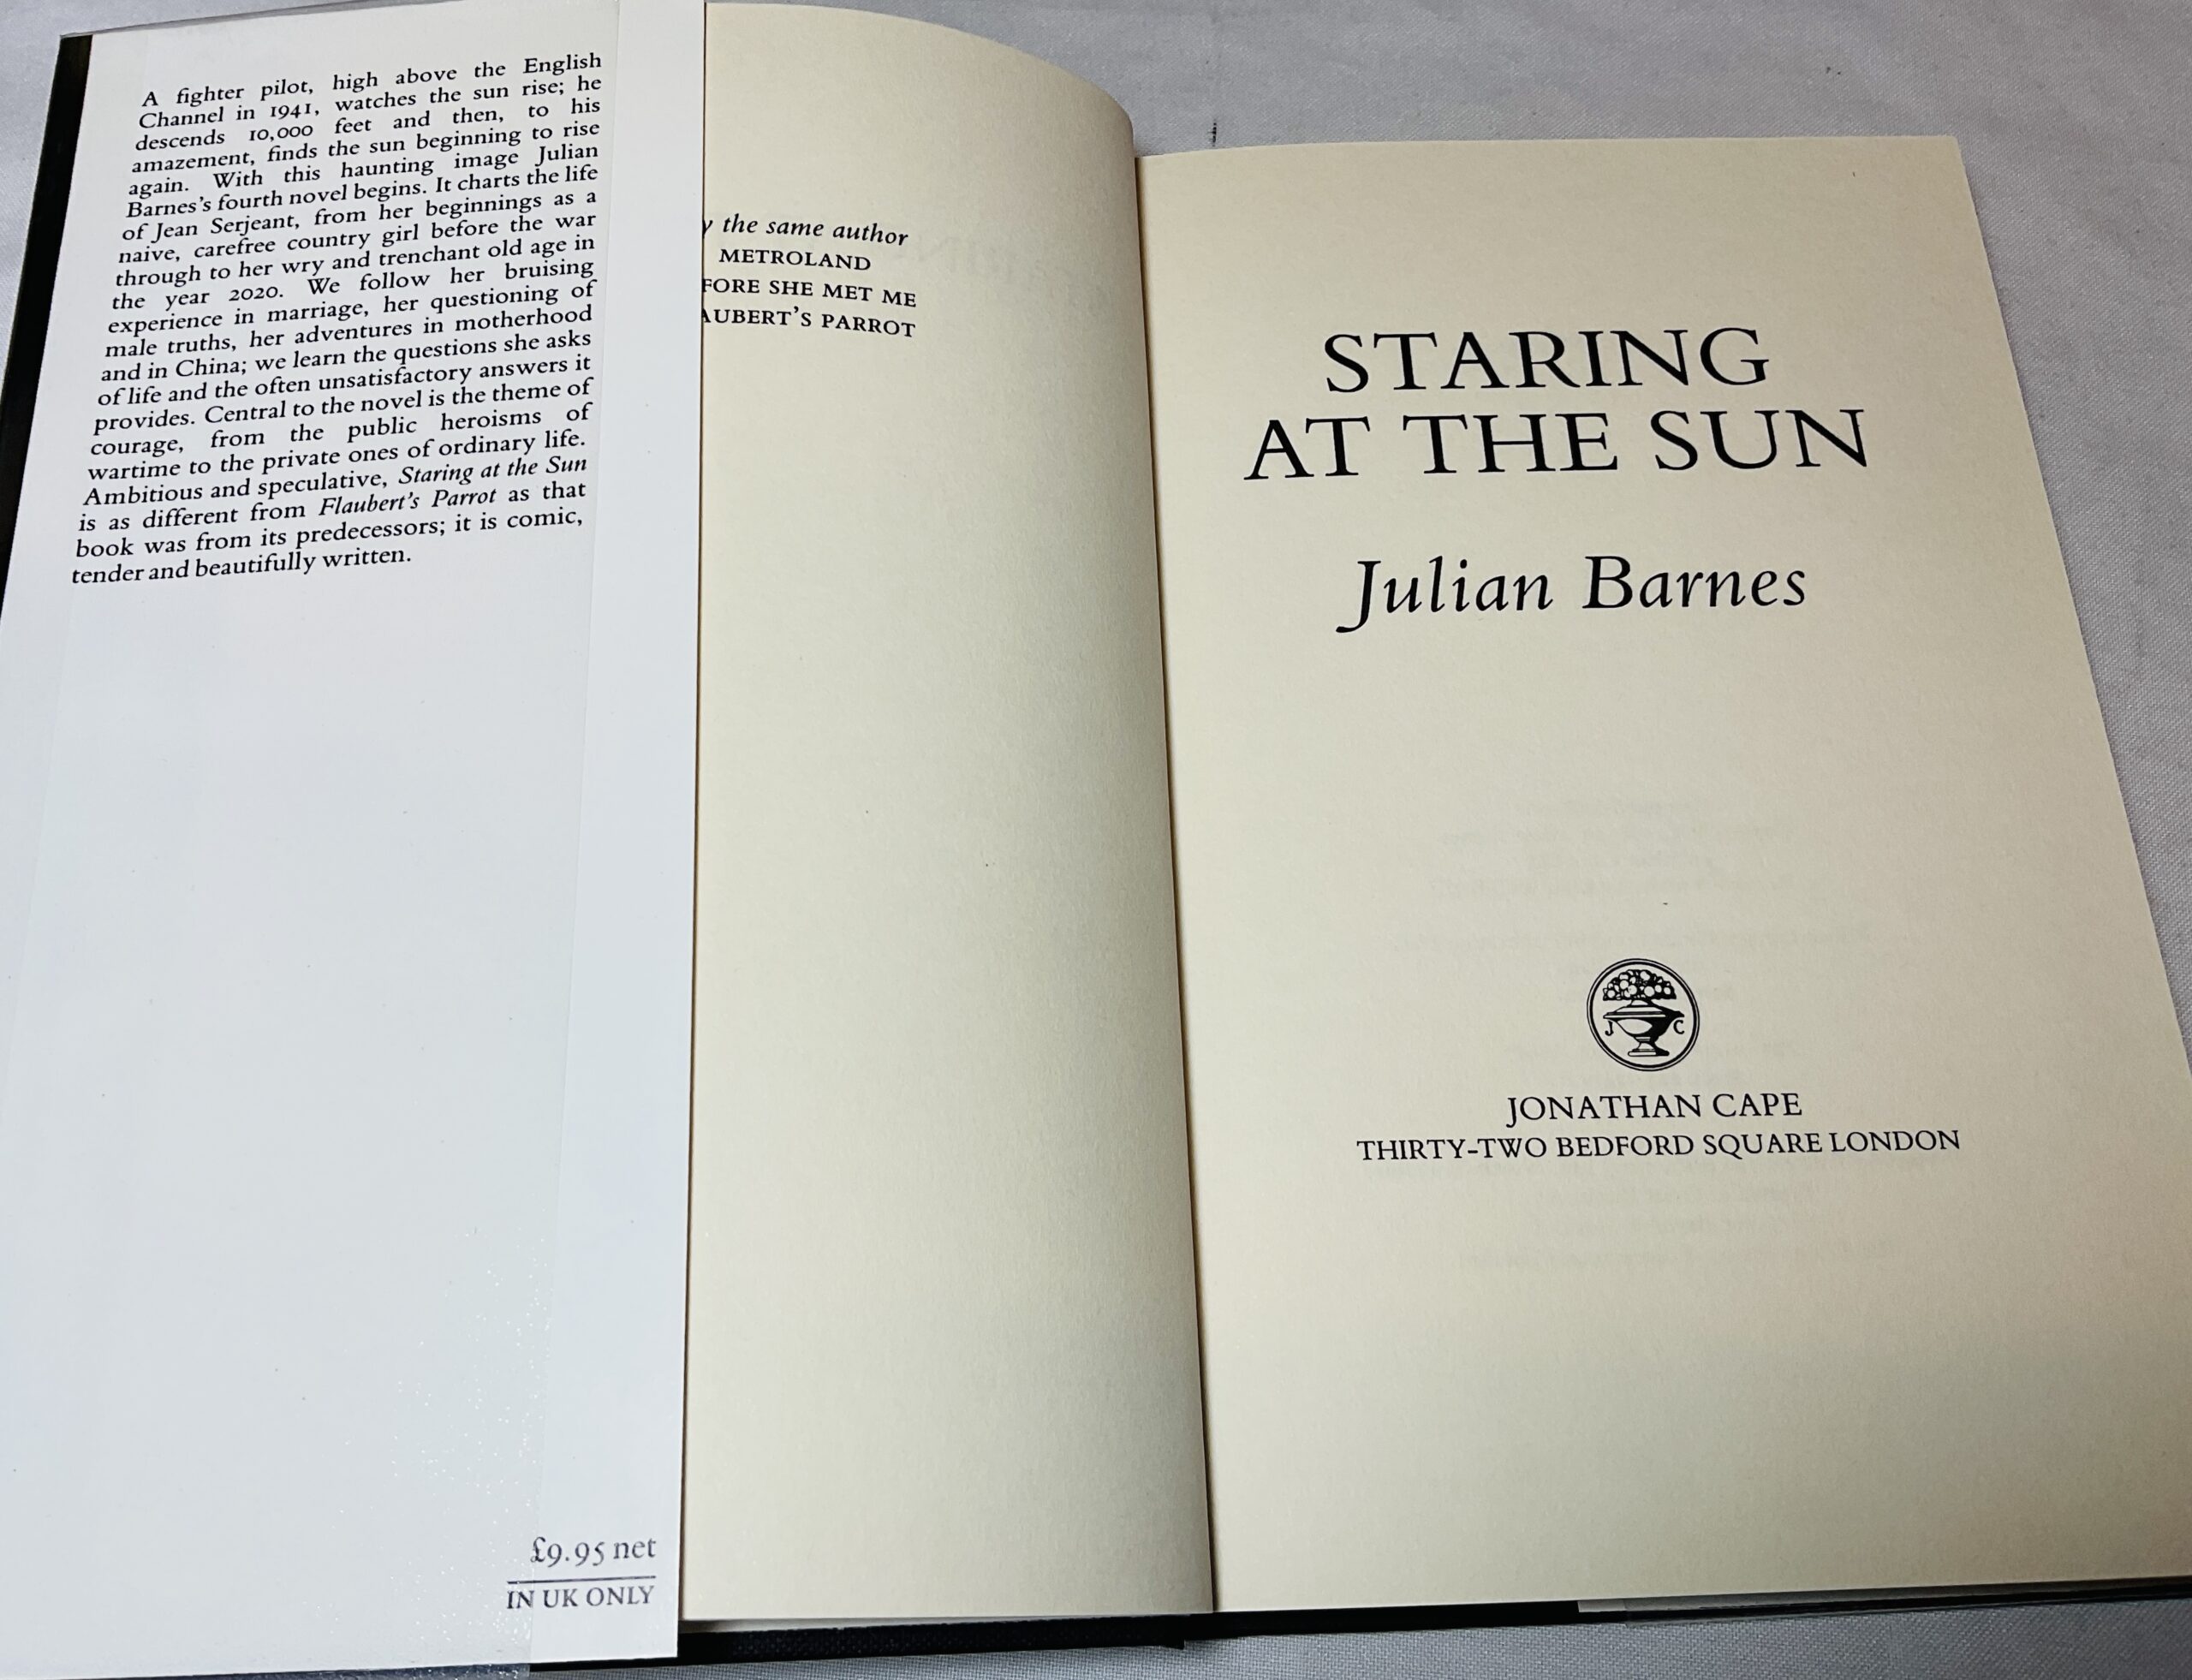 A fighter pilot, high above the English
Channel in 1941, watches the sun rise; he
descends 10,000 feet and then, to his
amazement, finds the sun beginning to rise
again. With this haunting image Julian
Barnes's fourth novel begins. It charts the life
of Jean Serjeant, from her beginnings as a
naive, carefree country girl before the war
through to her wry and trenchant old age in
the year 2020. We follow her bruising
experience in marriage, her questioning of
male truths, her adventures in motherhood
and in China; we learn the questions she asks
of life and the often unsatisfactory answers it
provides. Central to the novel is the theme of
courage, from the public heroisms of
wartime to the private ones of ordinary life.
Ambitious and speculative, Staring at the Sun
is as different from Flaubert's Parrot as that
book was from its predecessors; it is comic,
tender and beautifully written.
£9.95 net
IN UK ONLY
y the same author
METROLAND
FORE SHE MET ME
AUBERT'S PARROT
STARING
AT THE SUN
Julian Barnes
J C
JONATHAN CAPE
THIRTY-TWO BEDFORD SQUARE LONDON